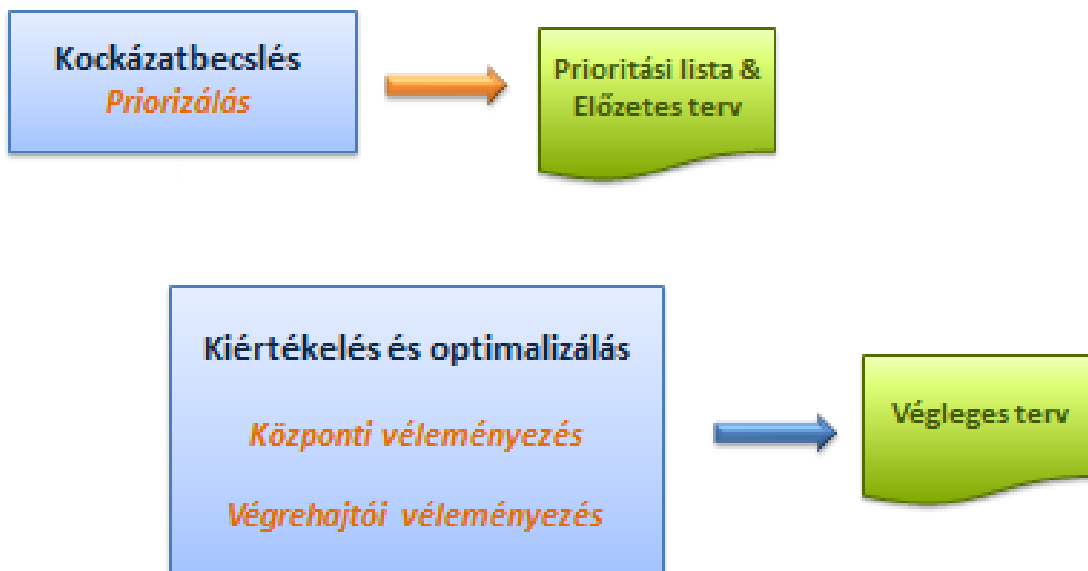 Kockázatbecslés
Priorizálás
Prioritási lista &
Előzetes terv
Kiértékelés és optimalizálás
Központi véleményezés
Végrehajtói véleményezés
Végleges terv